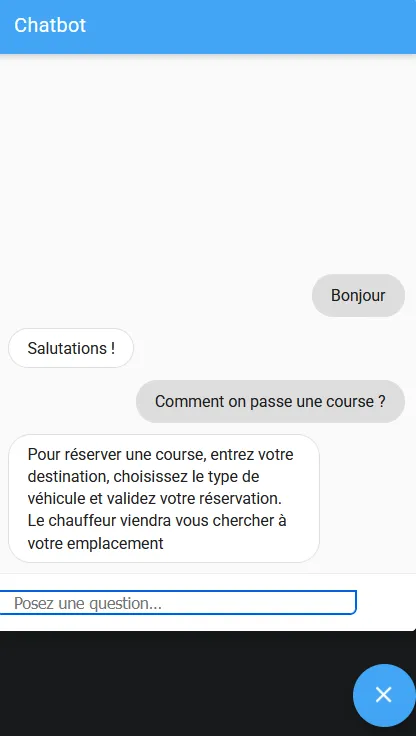 Chatbot
Bonjour
Salutations !
Comment on passe une course ?
Pour réserver une course, entrez votre
destination, choisissez le type de
véhicule et validez votre réservation.
Le chauffeur viendra vous chercher à
votre emplacement
Posez une question...